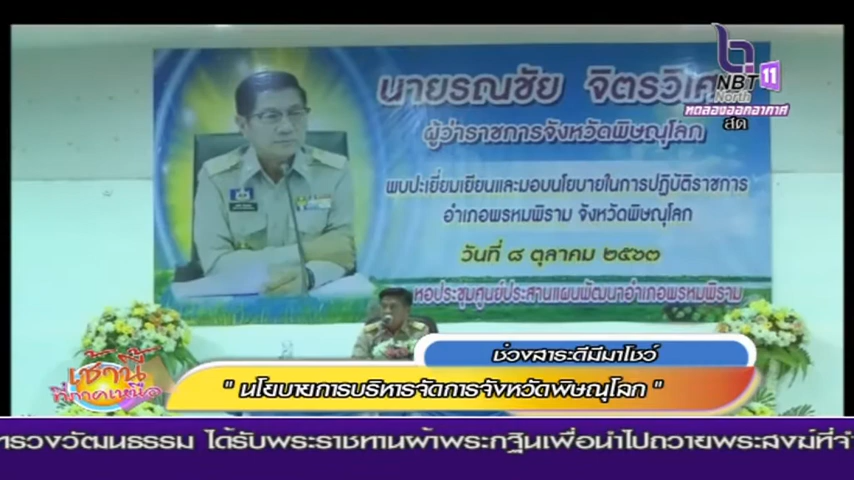 นายรณชัย จิตรวิเศ
ผู้ว่าราชการจังหวัดพิษณุโลก
พบปะเยี่ยมเยียนและมอบนโยบายในการปฏิบัติราชการ
อำเภอพรหมพิราม จังหวัดพิษณุโลก
วันที่ ๘ ตุลาคม ๒๕๖๓
หอประชุมศูนย์ประสานแผนพัฒนาอำเภอพรหมพิราม
NBT 11
North
ทดลองออกอากาศ
สด
ช่วงสาระดีมีมาโชว์
เช้านี้
ที่ภาคเหนือ
" นโยบายการบริหารจัดการจังหวัดพิษณุโลก "
ทรวงวัฒนธรรม ได้รับพระราชทานผ้าพระกฐินเพื่อนำไปถวายพระสงฆ์ที่จำ